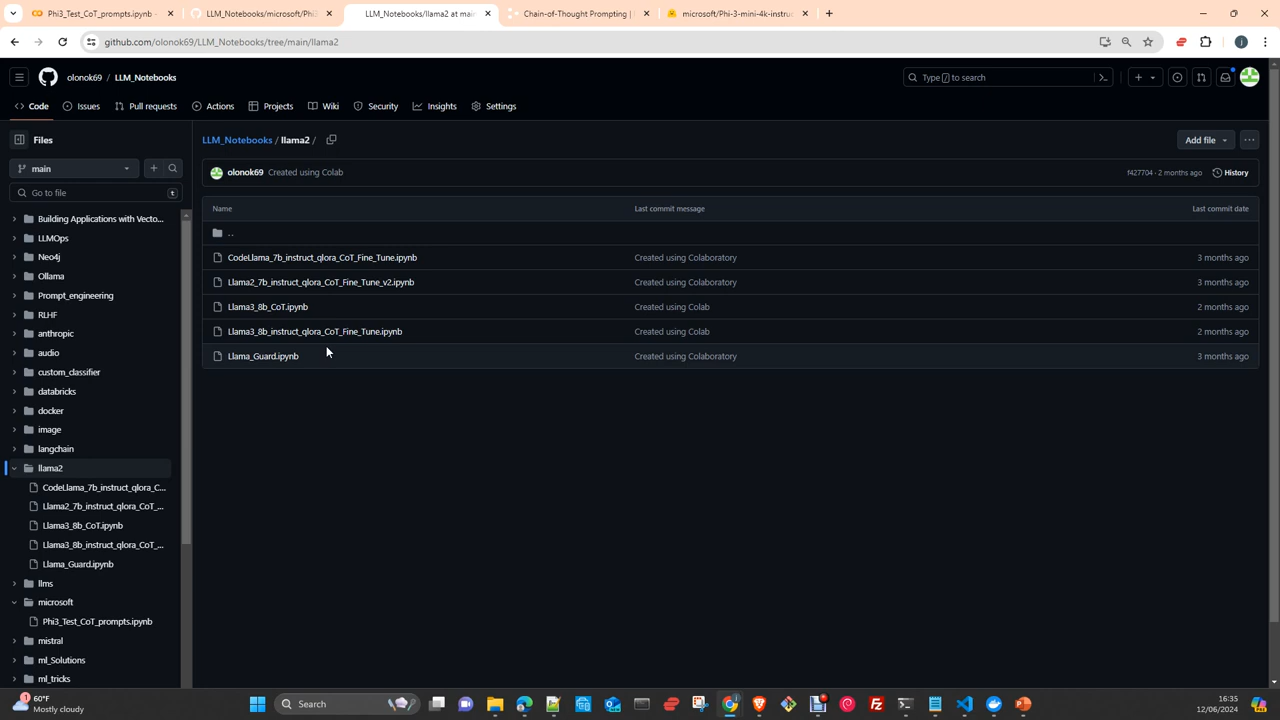 Phi3_Test_CoT_prompts.ipynb -
LLM_Notebooks/microsoft/Phi3
LLM_Notebooks/llama2 at main
Chain-of-Thought Prompting |
microsoft/Phi-3-mini-4k-instruc
github.com/olonok69/LLM_Notebooks/tree/main/llama2
olonok69 / LLM_Notebooks
Type / to search
Code Issues Pull requests Actions Projects Wiki Security Insights Settings
Files
main
Go to file t
Building Applications with Vecto...
LLMOps
Neo4j
Ollama
Prompt_engineering
RLHF
anthropic
audio
custom_classifier
databricks
docker
image
langchain
llama2
CodeLlama_7b_instruct_qlora_C...
Llama2_7b_instruct_qlora_CoT_...
Llama3_8b_CoT.ipynb
Llama3_8b_instruct_qlora_CoT_...
Llama_Guard.ipynb
llms
microsoft
Phi3_Test_CoT_prompts.ipynb
mistral
ml_Solutions
ml_tricks
LLM_Notebooks / llama2 /
Add file
olonok69 Created using Colab
f427704 · 2 months ago History
Name Last commit message Last commit date
..
CodeLlama_7b_instruct_qlora_CoT_Fine_Tune.ipynb Created using Colaboratory 3 months ago
Llama2_7b_instruct_qlora_CoT_Fine_Tune_v2.ipynb Created using Colaboratory 3 months ago
Llama3_8b_CoT.ipynb Created using Colab 2 months ago
Llama3_8b_instruct_qlora_CoT_Fine_Tune.ipynb Created using Colab 2 months ago
Llama_Guard.ipynb Created using Colaboratory 3 months ago
60°F
Mostly cloudy
Search
16:35
12/06/2024